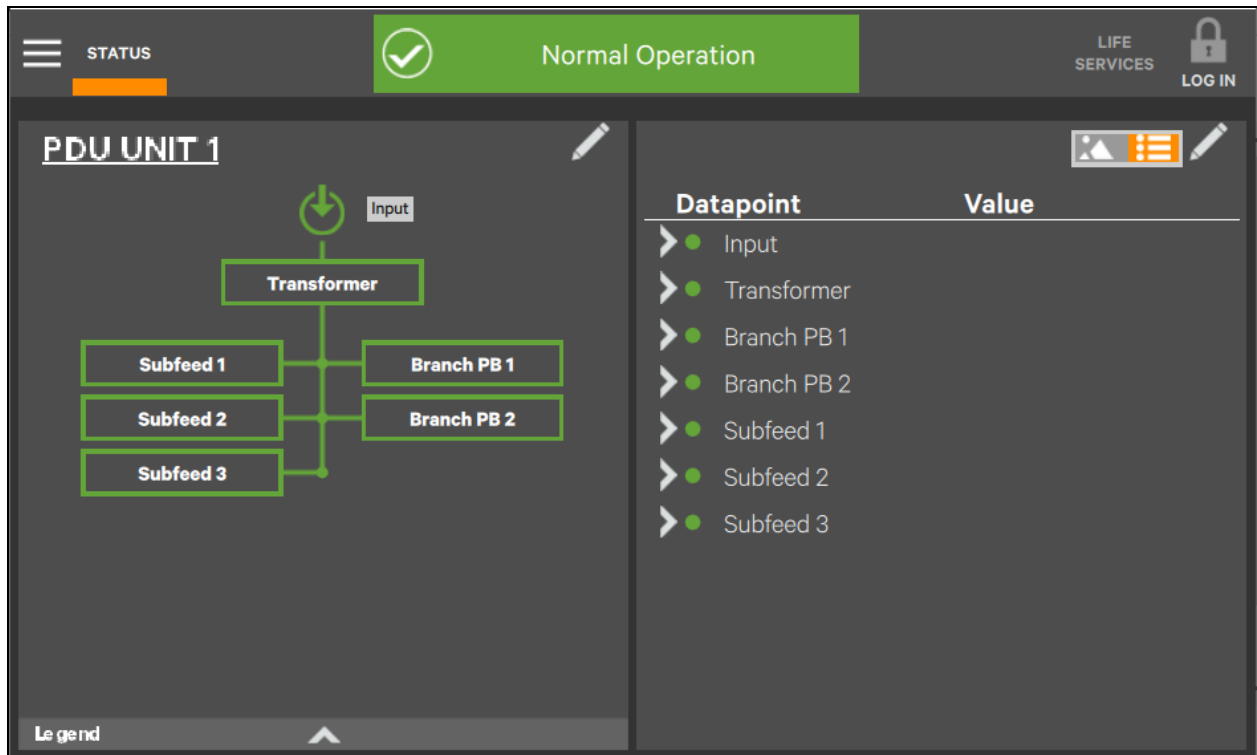 STATUS
Normal Operation
LIFE
SERVICES
LOG IN
PDU UNIT 1
Input
Transformer
Subfeed 1
Branch PB 1
Subfeed 2
Branch PB 2
Subfeed 3
Legend
Datapoint Value
Input
Transformer
Branch PB 1
Branch PB 2
Subfeed 1
Subfeed 2
Subfeed 3